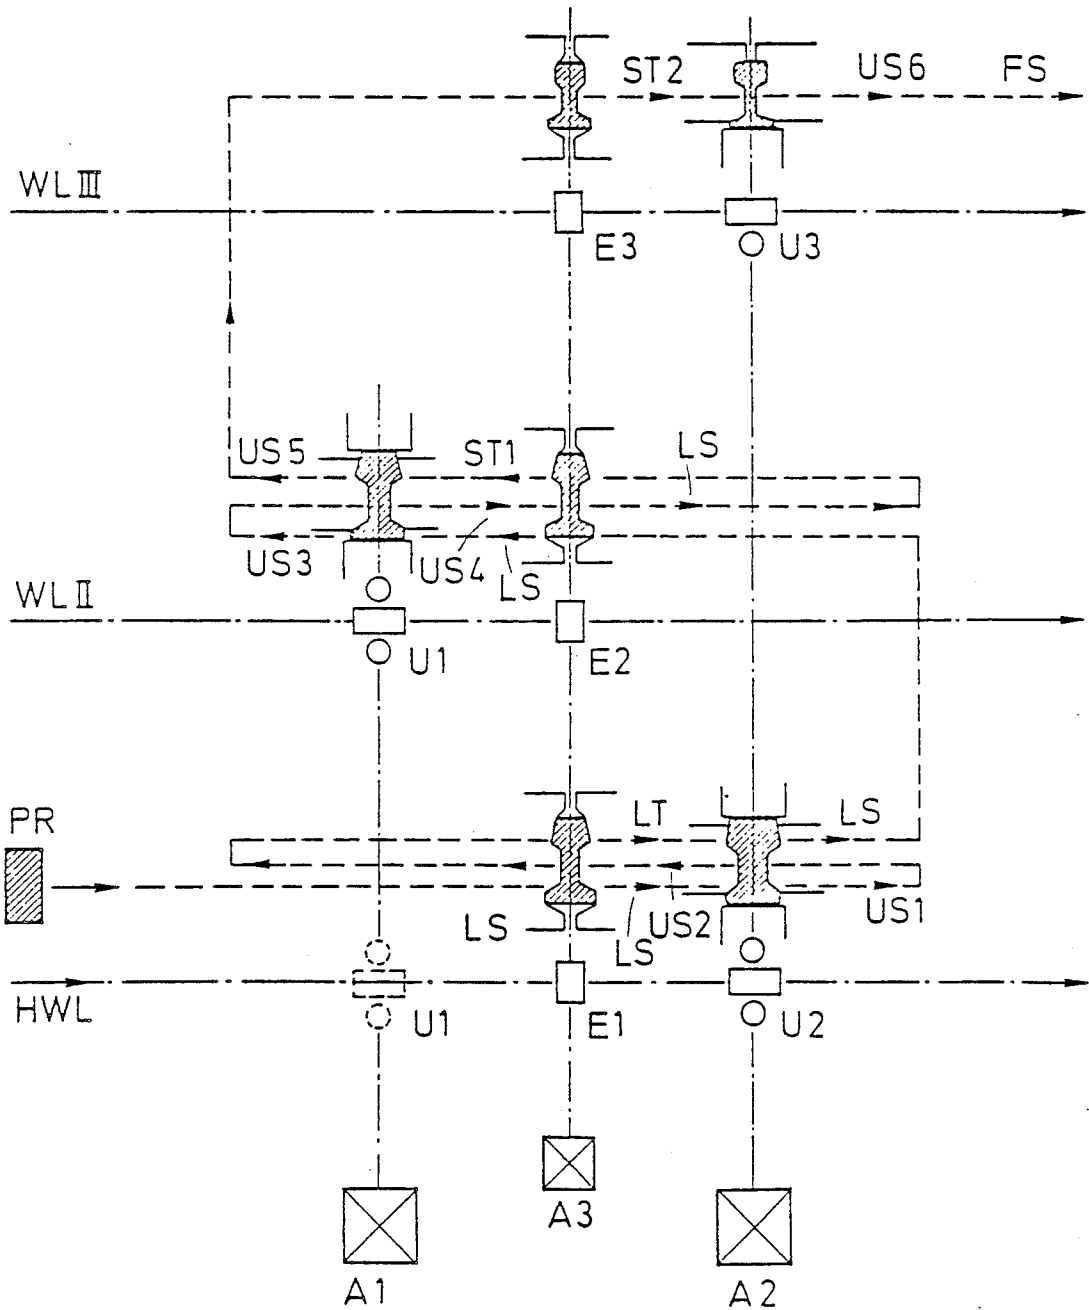 ST2 US6 FS
WL III
E3 U3
US5 ST1 LS
US3 US4 LS
WL II
U1 E2
PR LT LS
LS LS US2 US1
HWL U1 E1 U2
A3
A1 A2